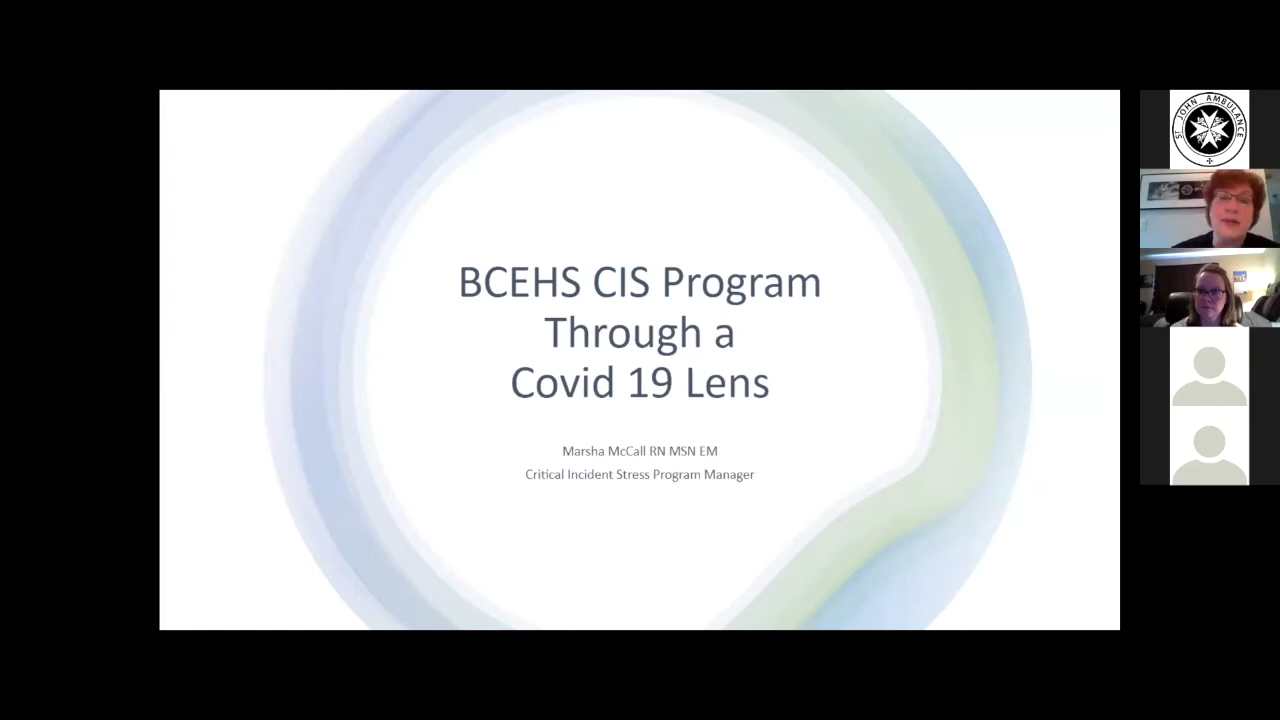 BCEHS CIS Program
Through a
Covid 19 Lens
Marsha McCall RN MSN EM
Critical Incident Stress Program Manager
ST JOHN AMBULANCE